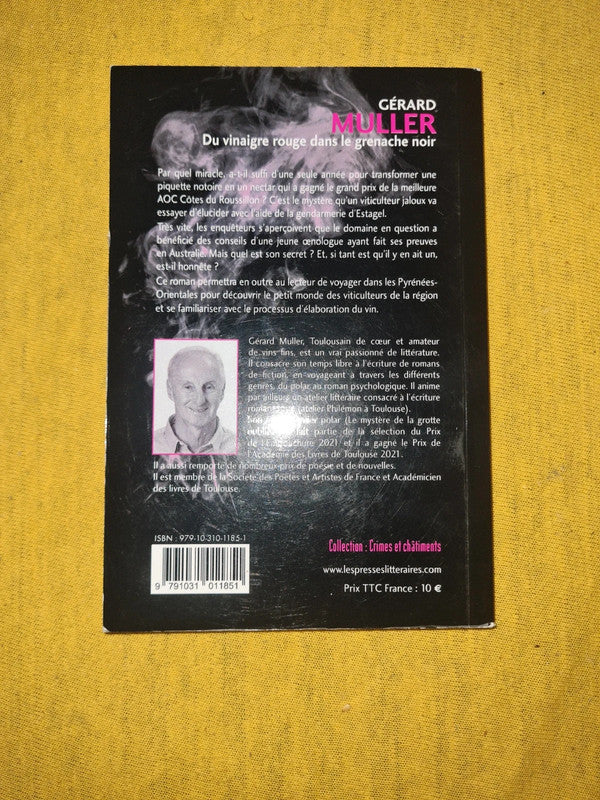 GÉRARD
MULLER
Du vinaigre rouge dans le grenache noir
Par quel miracle, a-t-il suffi d'une seule année pour transformer une
piquette notoire en un nectar qui a gagné le grand prix de la meilleure
AOC Côtes du Roussillon ? C'est le mystère qu'un viticulteur jaloux va
essayer d'élucider avec l'aide de la gendarmerie d'Estagel.
Très vite, les enquêteurs s'aperçoivent que le domaine en question a
bénéficié des conseils d'une jeune œnologue ayant fait ses preuves
en Australie. Mais quel est son secret ? Et, si tant est qu'il y en ait un,
est-il honnête ?
Ce roman permettra en outre au lecteur de voyager dans les Pyrénées-
Orientales pour découvrir le petit monde des viticulteurs de la région
et se familiariser avec le processus d'élaboration du vin.
Gérard Muller, Toulousain de cœur et amateur
de vins fins, est un vrai passionné de littérature.
Il consacre son temps libre à l'écriture de romans
de fiction, en voyageant à travers les différents
genres, du polar au roman psychologique. Il anime
par ailleurs un atelier littéraire consacré à l'écriture
(atelier Philémon à Toulouse).
polar (Le mystère de la grotte
fait partie de la sélection du Prix
de 2021 et il a gagné le Prix de
l'Académie des Livres de Toulouse 2021.
Il a aussi remporté de nombreux prix de poésie et de nouvelles.
Il est membre de la Société des Poètes et Artistes de France et Académicien
des livres de Toulouse.
ISBN : 979-10-310-1185-1
9 791031 011851
Collection : Crimes et châtiments
www.lespresseslitteraires.com
Prix TTC France : 10 €